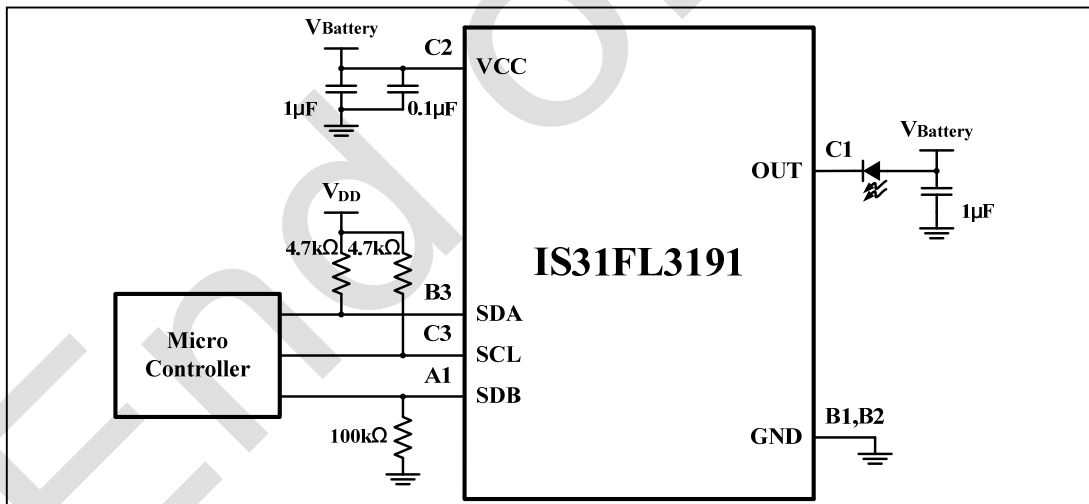 VBattery
C2
VCC
1µF
0.1µF
VDD
4.7kΩ 4.7kΩ
B3
SDA
C3
SCL
A1
SDB
100kΩ
Micro
Controller
IS31FL3191
OUT
C1
VBattery
1µF
GND
B1,B2
End o